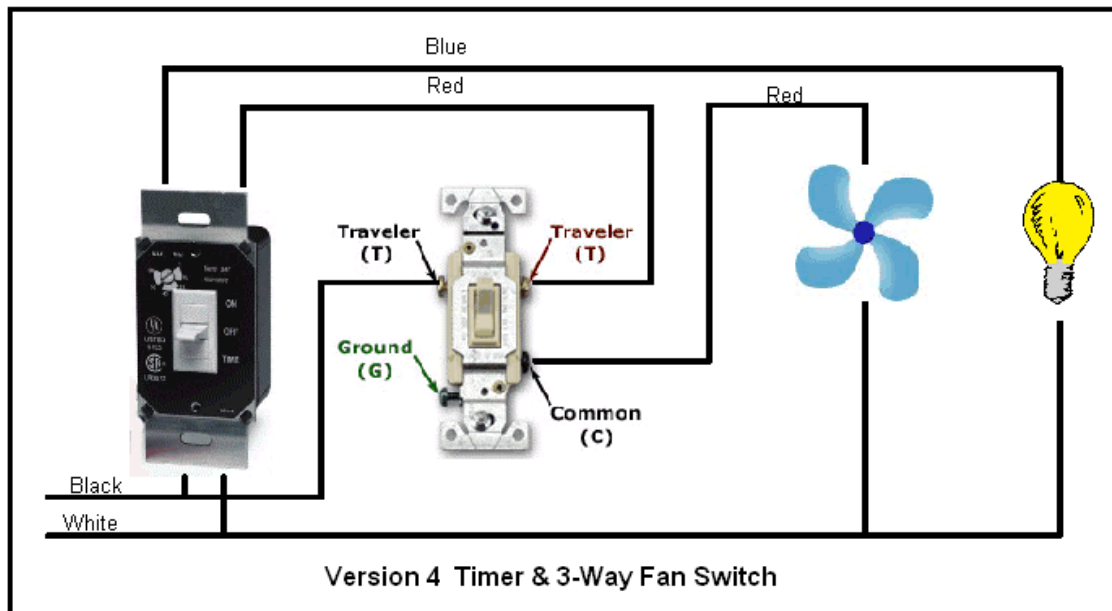 Blue
Red
Red
Traveler
(T)
Traveler
(T)
ON
OFF
TIME
Ground
(G)
Common
(C)
Black
White
Version 4 Timer & 3-Way Fan Switch